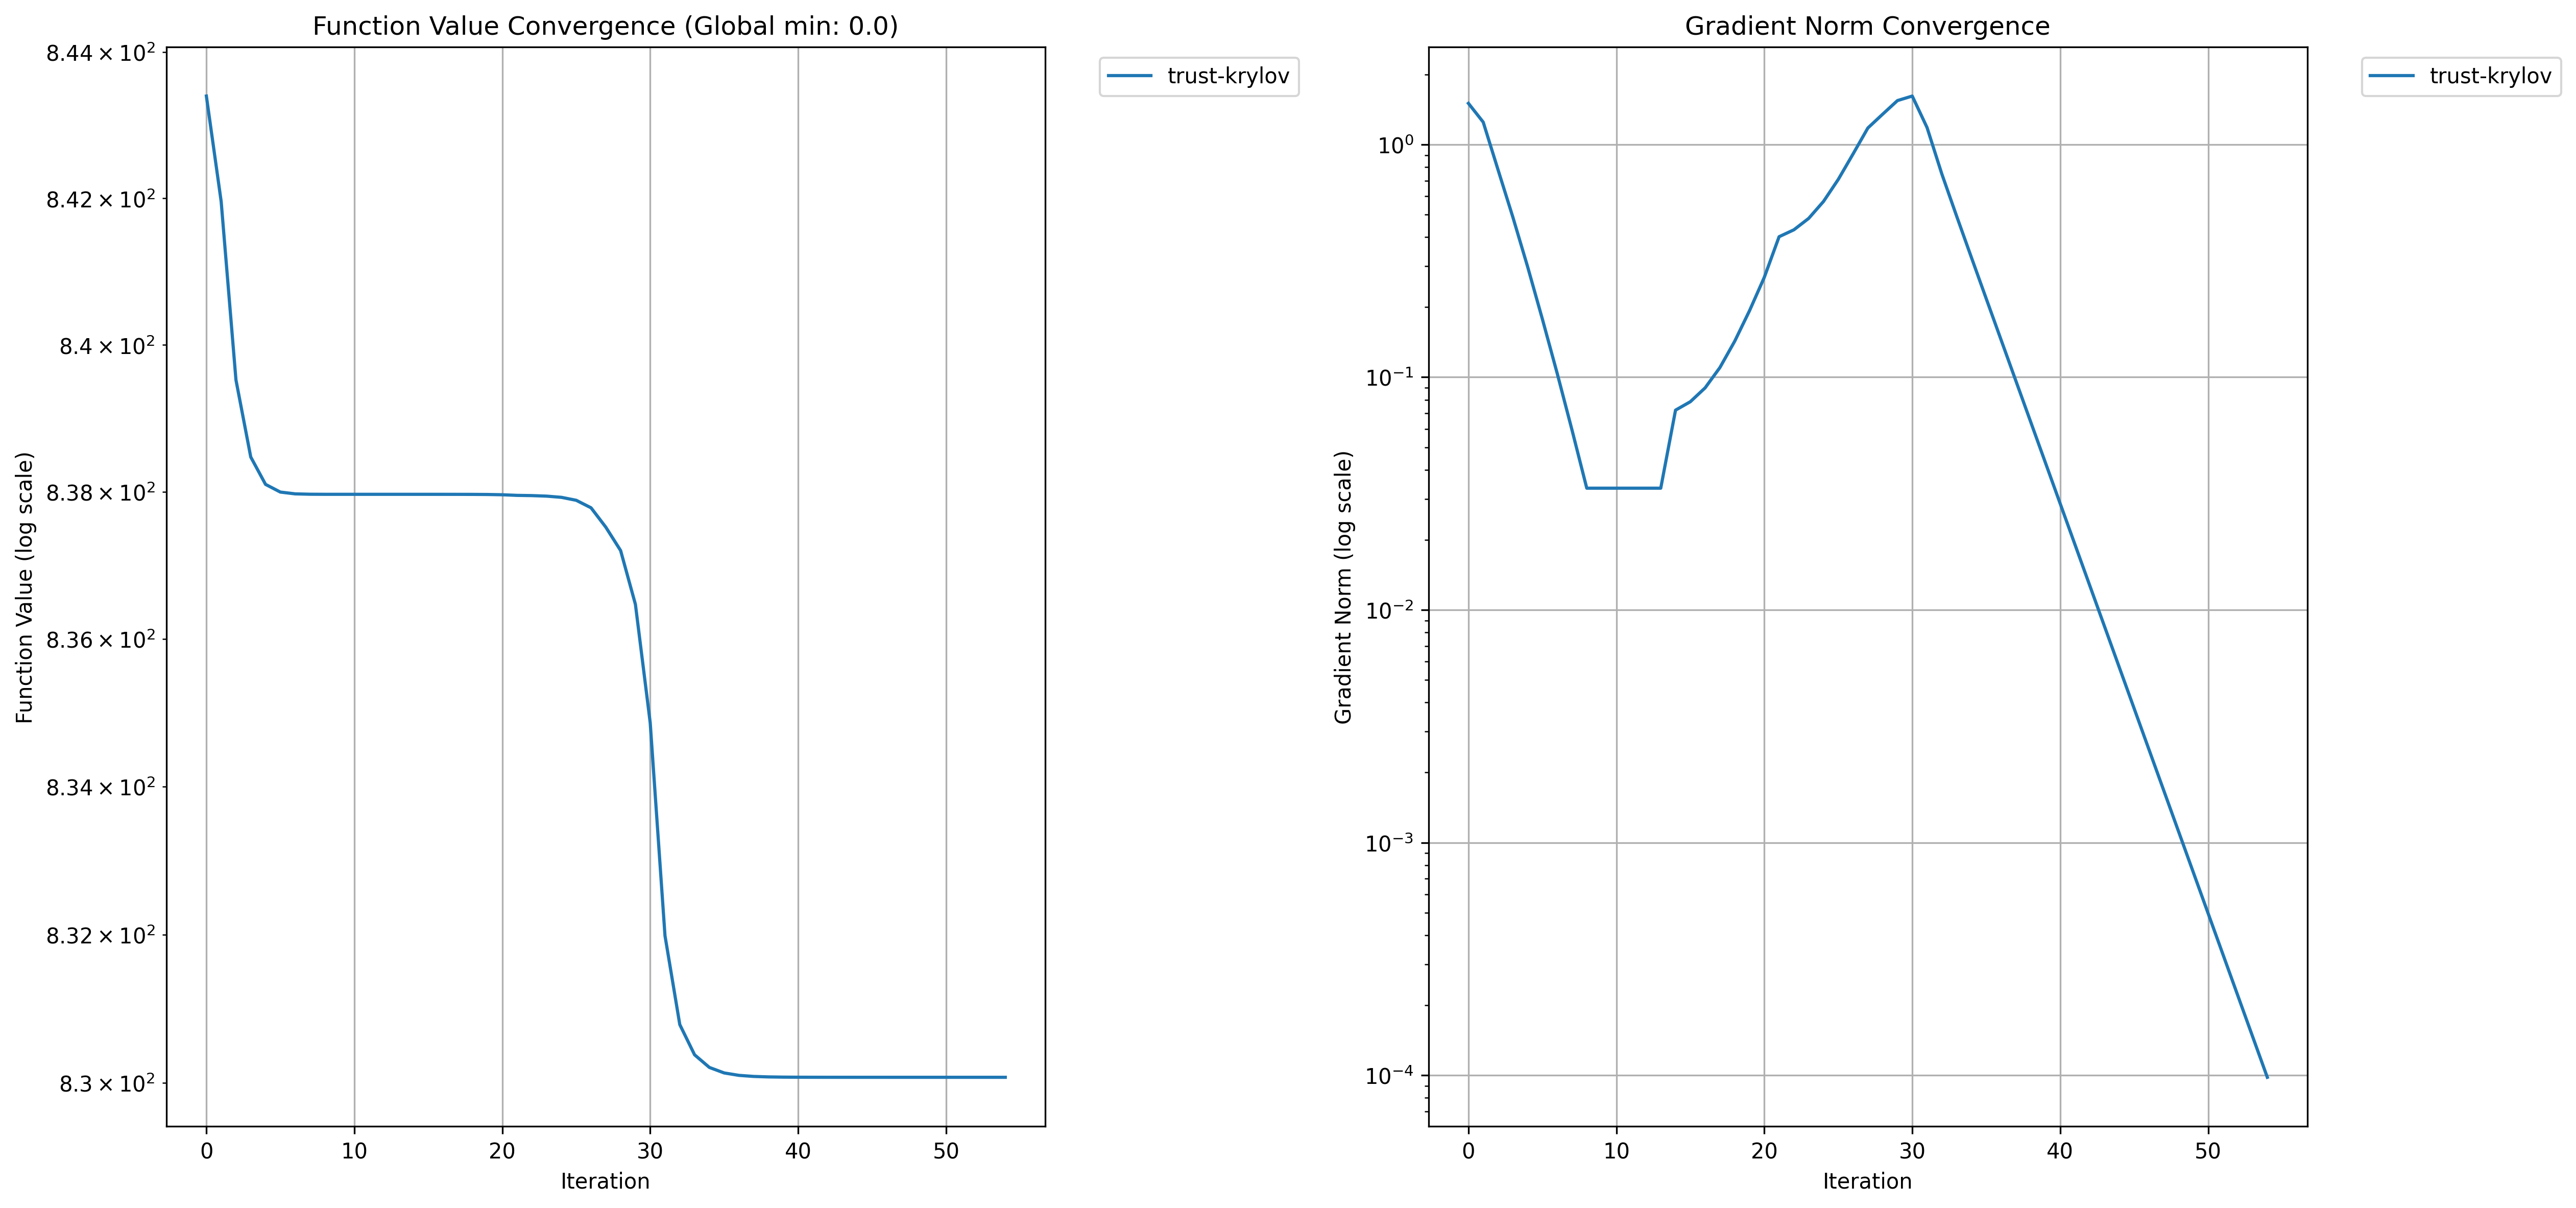 Function Value Convergence (Global min: 0.0)
Function Value (log scale)
8.44 × 10²
8.42 × 10²
8.4 × 10²
8.38 × 10²
8.36 × 10²
8.34 × 10²
8.32 × 10²
8.3 × 10²
0 10 20 30 40 50
Iteration
trust-krylov
Gradient Norm Convergence
Gradient Norm (log scale)
10⁰
10⁻¹
10⁻²
10⁻³
10⁻⁴
0 10 20 30 40 50
Iteration
trust-krylov